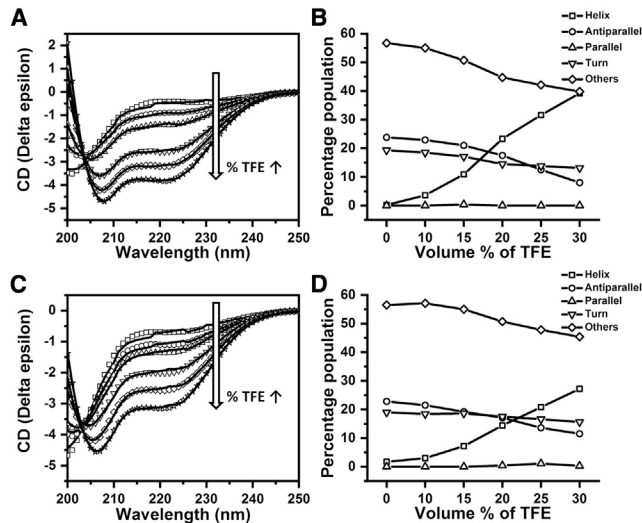 A
CD (Delta epsilon)
2
1
0
-1
-2
-3
-4
-5
% TFE ↑
200 210 220 230 240 250
Wavelength (nm)
B
Percentage population
60
50
40
30
20
10
0
Helix
Antiparallel
Parallel
Turn
Others
0 10 15 20 25 30
Volume % of TFE
C
CD (Delta epsilon)
1
0
-1
-2
-3
-4
-5
% TFE ↑
200 210 220 230 240 250
Wavelength (nm)
D
Percentage population
60
50
40
30
20
10
0
Helix
Antiparallel
Parallel
Turn
Others
0 10 15 20 25 30
Volume % of TFE